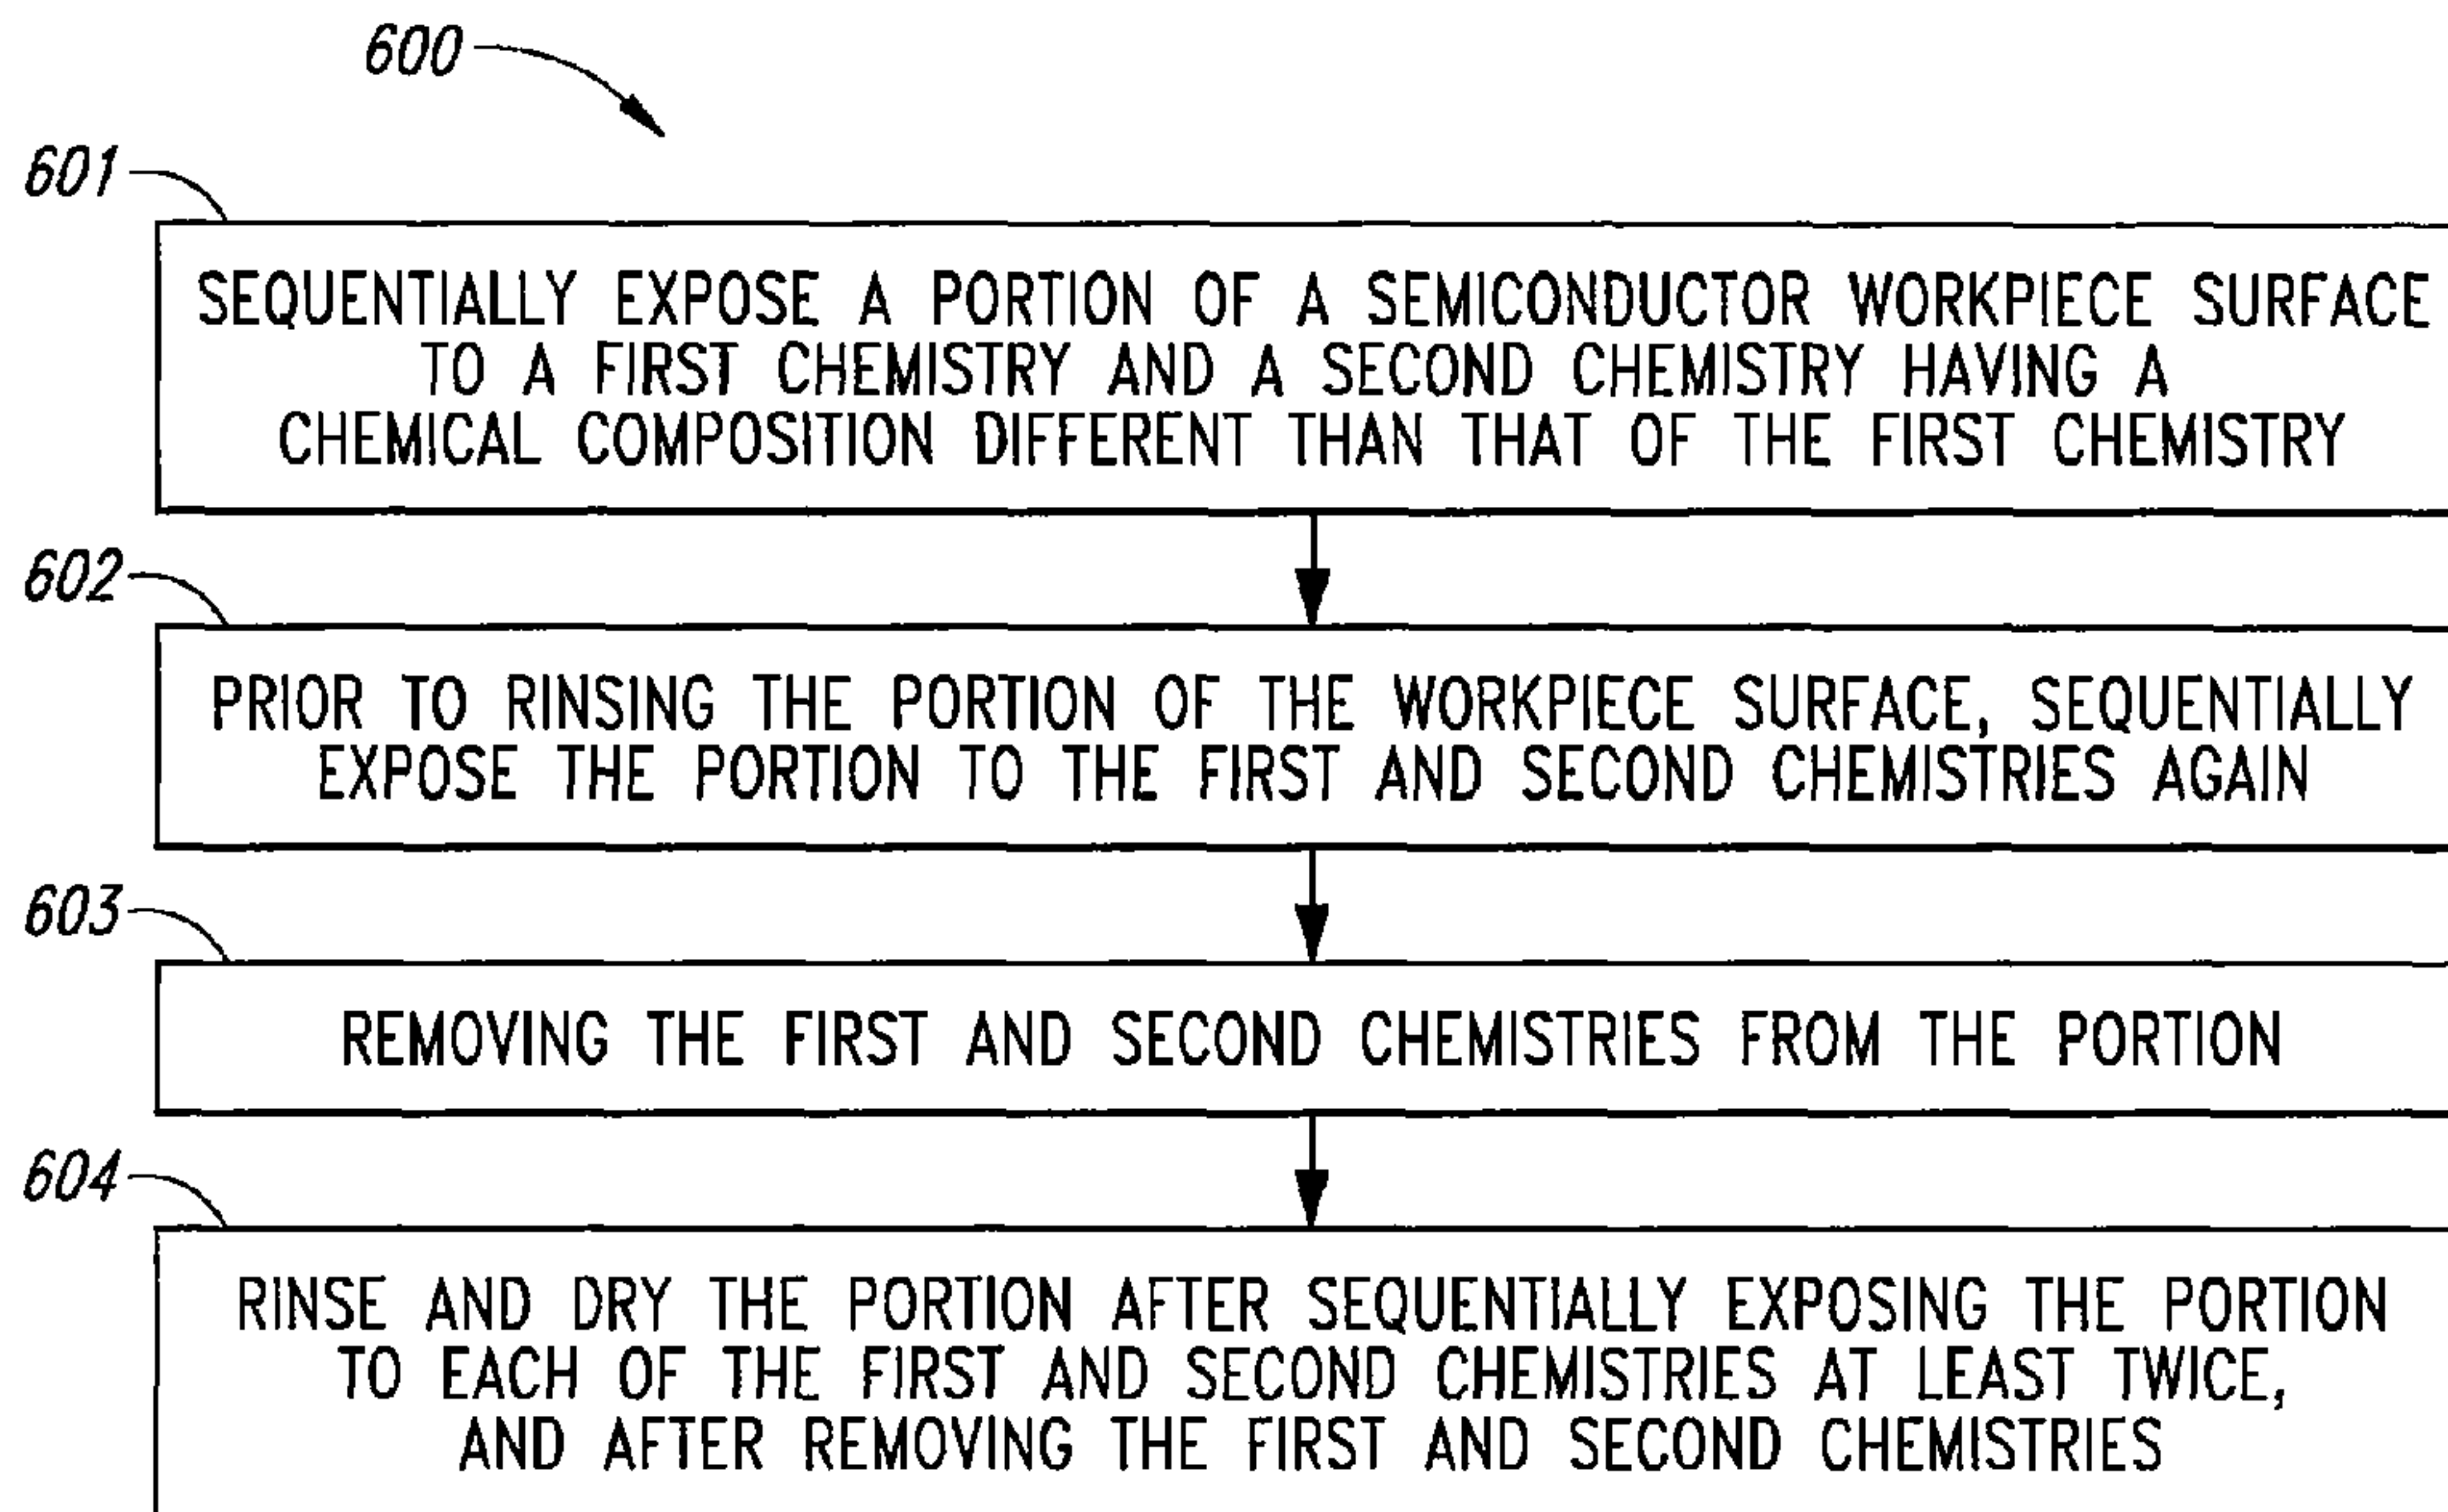 600
601
SEQUENTIALLY EXPOSE A PORTION OF A SEMICONDUCTOR WORKPIECE SURFACE
TO A FIRST CHEMISTRY AND A SECOND CHEMISTRY HAVING A
CHEMICAL COMPOSITION DIFFERENT THAN THAT OF THE FIRST CHEMISTRY
602
PRIOR TO RINSING THE PORTION OF THE WORKPIECE SURFACE, SEQUENTIALLY
EXPOSE THE PORTION TO THE FIRST AND SECOND CHEMISTRIES AGAIN
603
REMOVING THE FIRST AND SECOND CHEMISTRIES FROM THE PORTION
604
RINSE AND DRY THE PORTION AFTER SEQUENTIALLY EXPOSING THE PORTION
TO EACH OF THE FIRST AND SECOND CHEMISTRIES AT LEAST TWICE,
AND AFTER REMOVING THE FIRST AND SECOND CHEMISTRIES